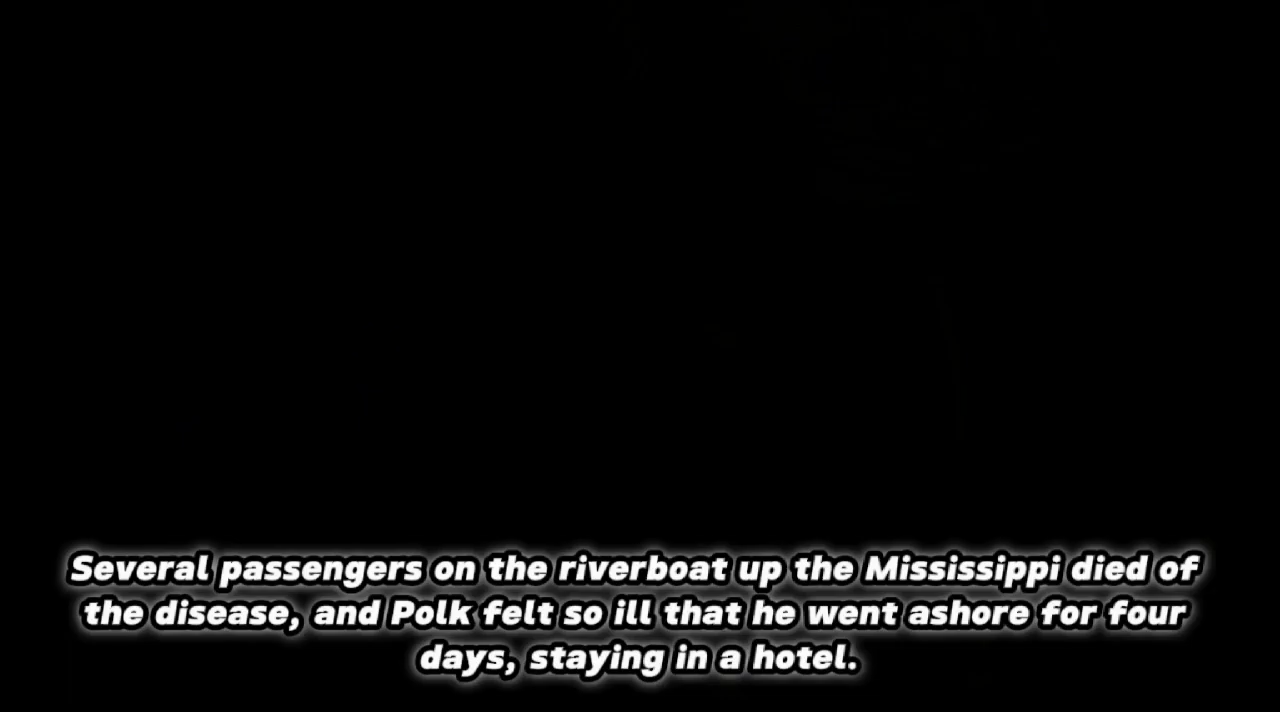 Several passengers on the riverboat up the Mississippi died of
the disease, and Polk felt so ill that he went ashore for four
days, staying in a hotel.